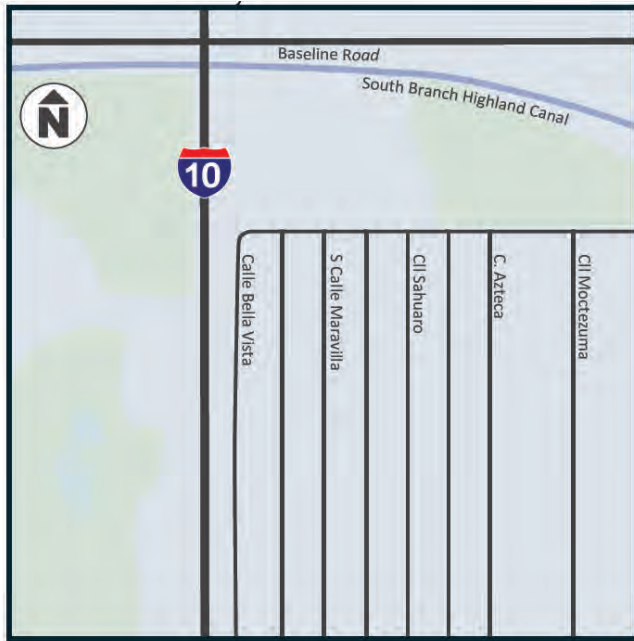 Baseline Road
South Branch Highland Canal
N
10
Calle Bella Vista
S Calle Maravilla
Cll Sahuaro
C. Azteca
Cll Moctezuma